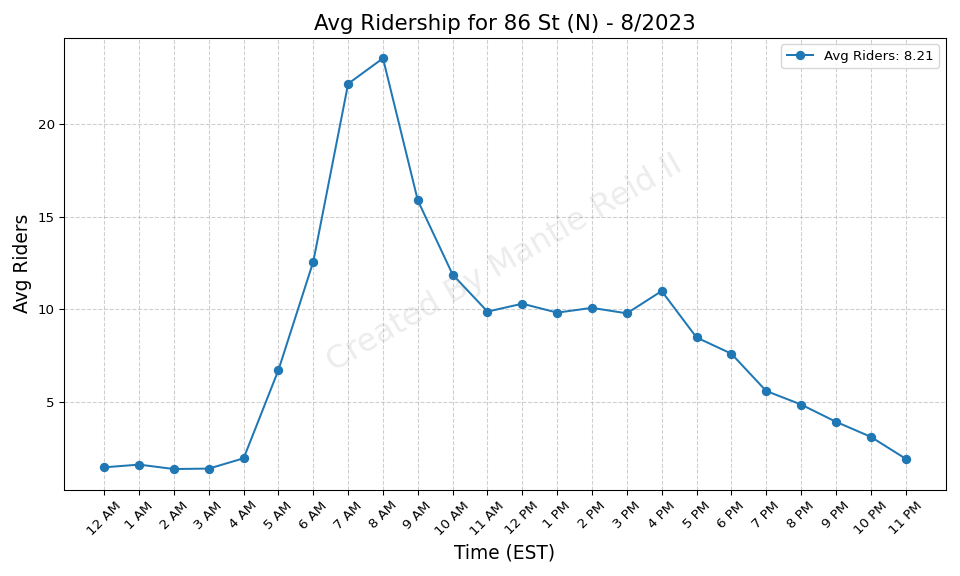 Avg Ridership for 86 St (N) - 8/2023
Avg Riders: 8.21
20
15
10
5
Avg Riders
Created By Mantie Reid II
12 AM
1 AM
2 AM
3 AM
4 AM
5 AM
6 AM
7 AM
8 AM
9 AM
10 AM
11 AM
12 PM
1 PM
2 PM
3 PM
4 PM
5 PM
6 PM
7 PM
8 PM
9 PM
10 PM
11 PM
Time (EST)